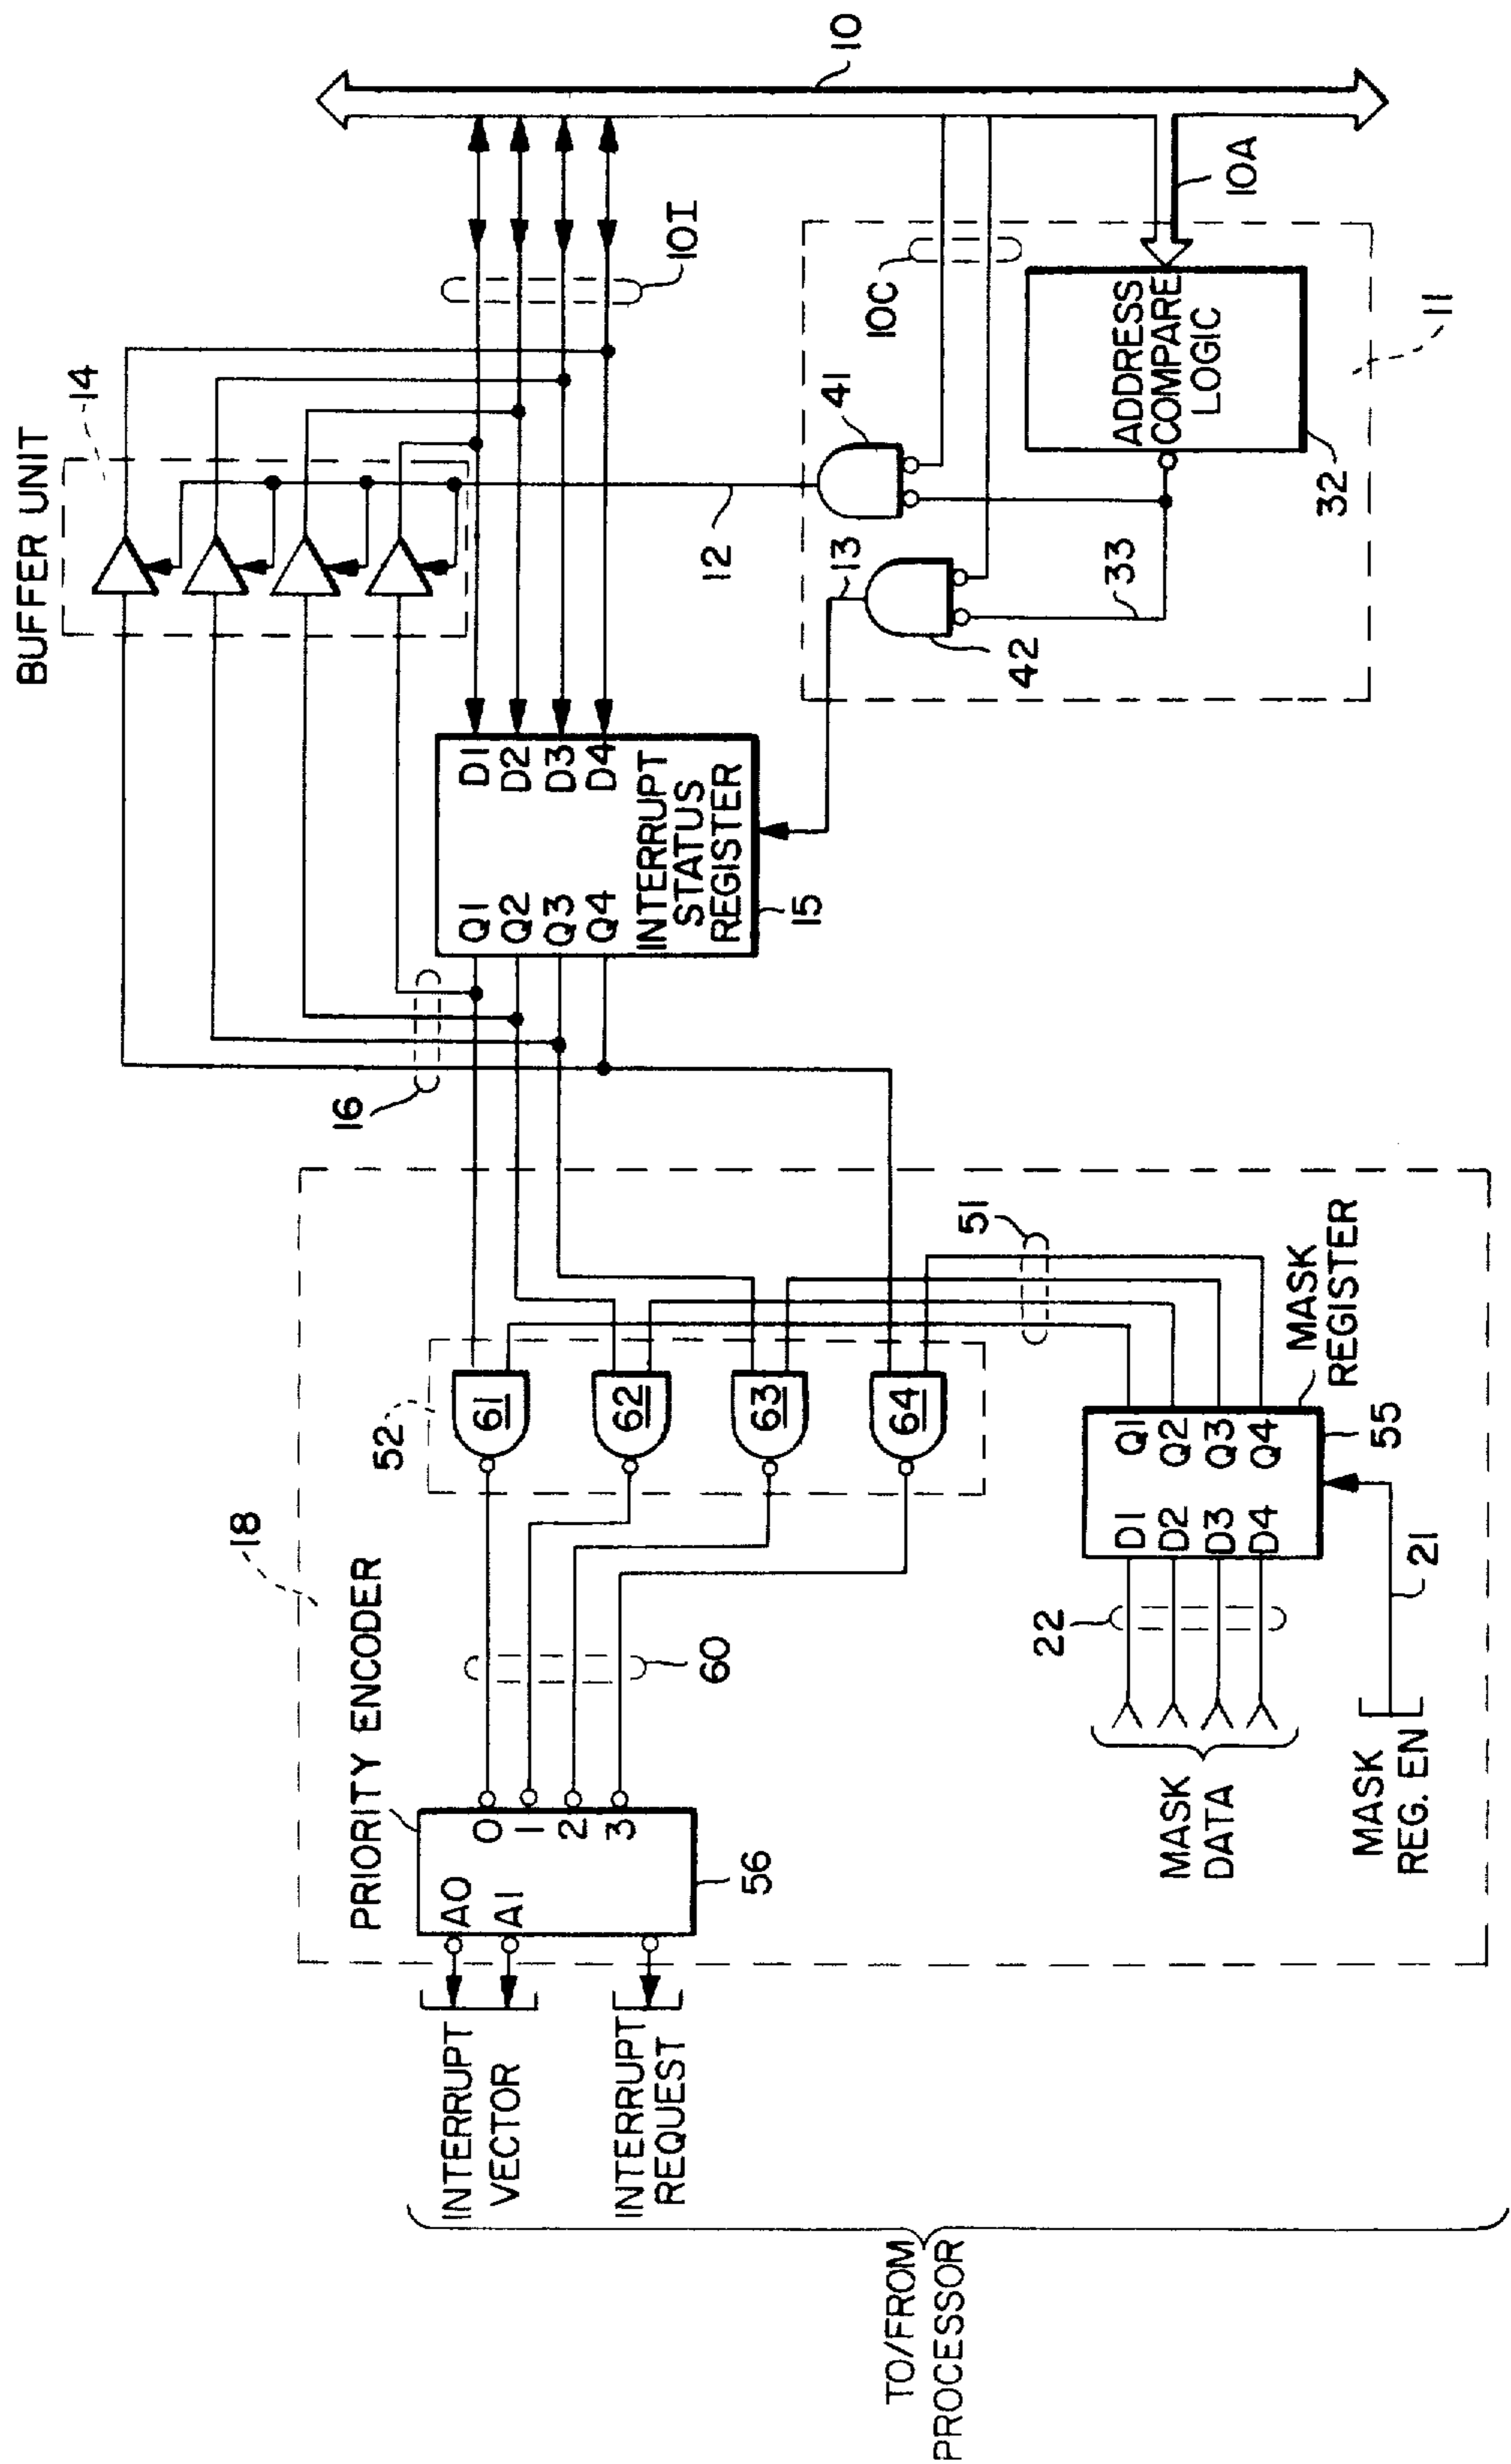 BUFFER UNIT
14
10
16
10I
12
13
41
10C
42
33
10A
ADDRESS
COMPARE
LOGIC
32
11
Q1
Q2
Q3
Q4
D1
D2
D3
D4
INTERRUPT
STATUS
REGISTER
15
18
PRIORITY ENCODER
52
61
62
63
64
51
60
A0
A1
0
1
2
3
56
INTERRUPT
VECTOR
INTERRUPT
REQUEST
TO/FROM
PROCESSOR
22
D1
D2
D3
D4
Q1
Q2
Q3
Q4
MASK
REGISTER
55
MASK
DATA
MASK
REG. EN
21